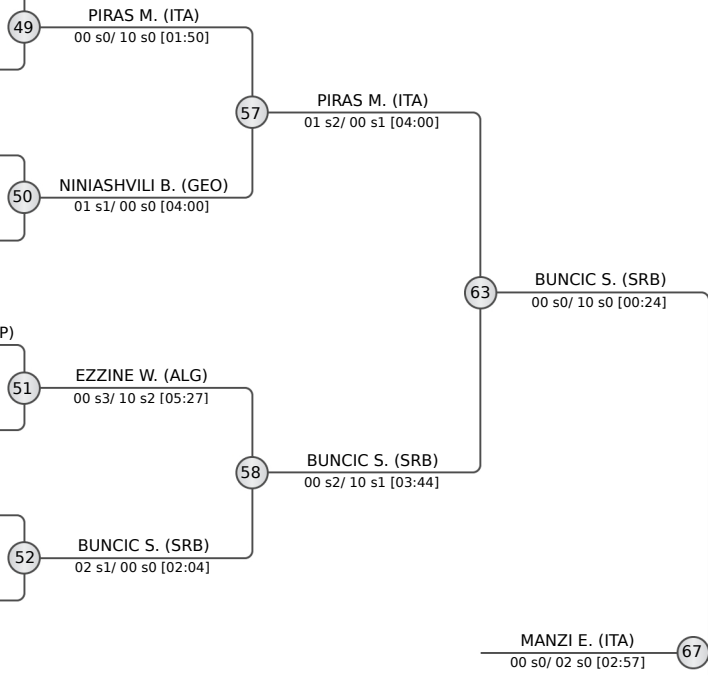 49
PIRAS M. (ITA)
00 s0/ 10 s0 [01:50]
57
PIRAS M. (ITA)
01 s2/ 00 s1 [04:00]
50
NINIASHVILI B. (GEO)
01 s1/ 00 s0 [04:00]
63
BUNCIC S. (SRB)
00 s0/ 10 s0 [00:24]
P)
51
EZZINE W. (ALG)
00 s3/ 10 s2 [05:27]
58
BUNCIC S. (SRB)
00 s2/ 10 s1 [03:44]
52
BUNCIC S. (SRB)
02 s1/ 00 s0 [02:04]
MANZI E. (ITA)
00 s0/ 02 s0 [02:57]
67